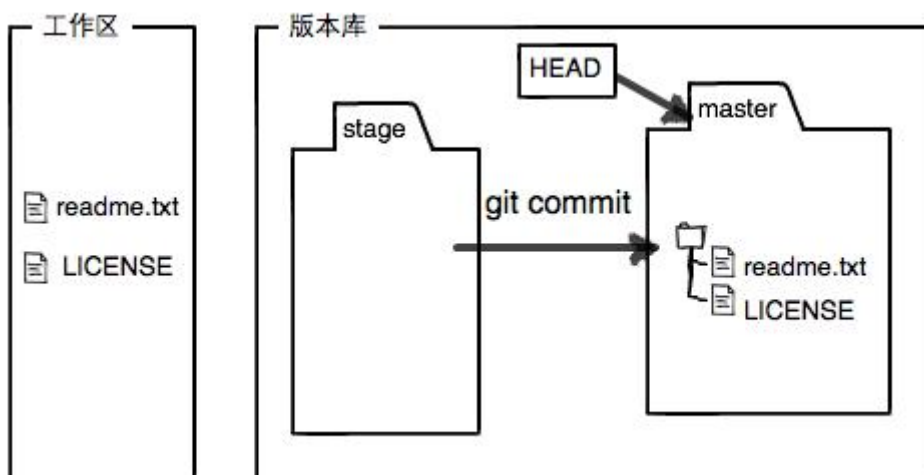 工作区
版本库
HEAD
master
stage
git commit
readme.txt
LICENSE
readme.txt
LICENSE